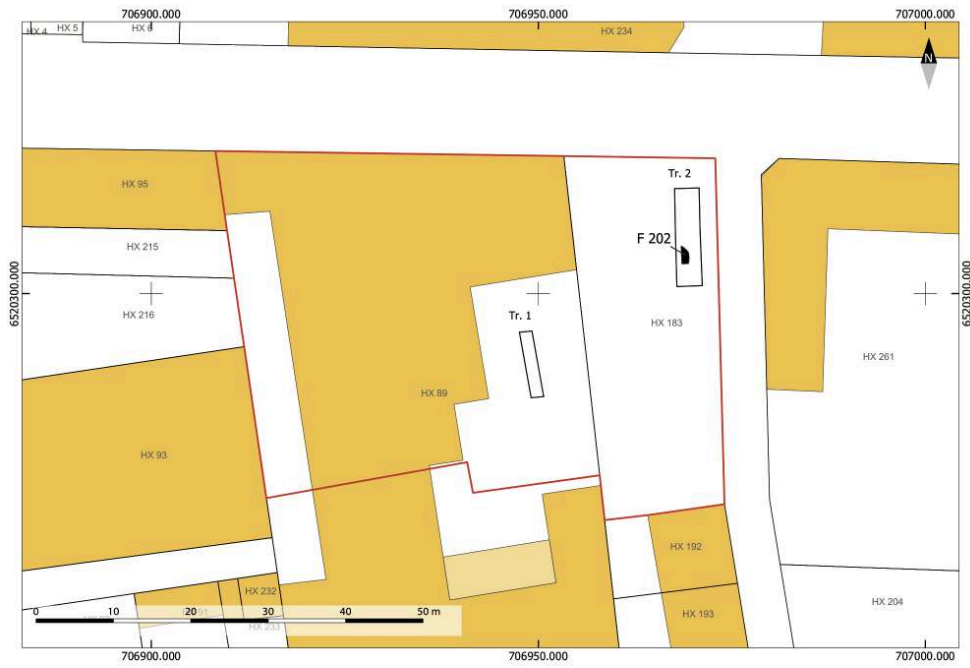 706900.000 706950.000 707000.000
HX 4 HX 5 HX 6 HX 234
N
Tr. 2
HX 95
F 202
HX 215
6520300.000 6520300.000
HX 216 Tr. 1 HX 183
HX 261
HX 89
HX 93
HX 192
HX 232
HX 204
0 10 20 30 40 50 m
HX 193
HX 233
706900.000 706950.000 707000.000